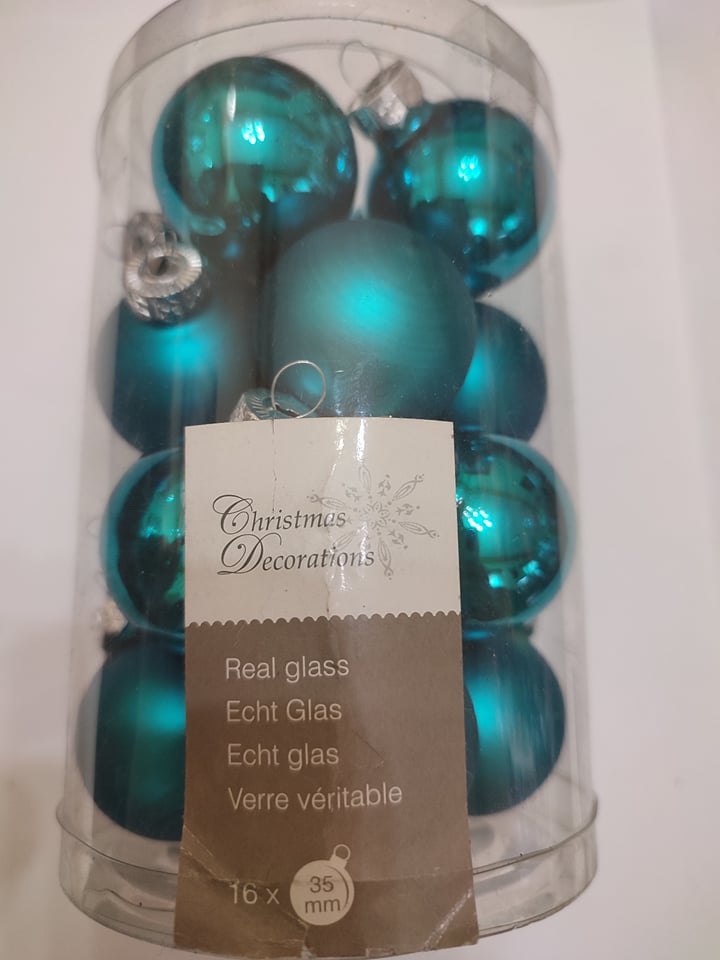 Christmas
Decorations
Real glass
Echt Glas
Echt glas
Verre véritable
16 x 35
mm